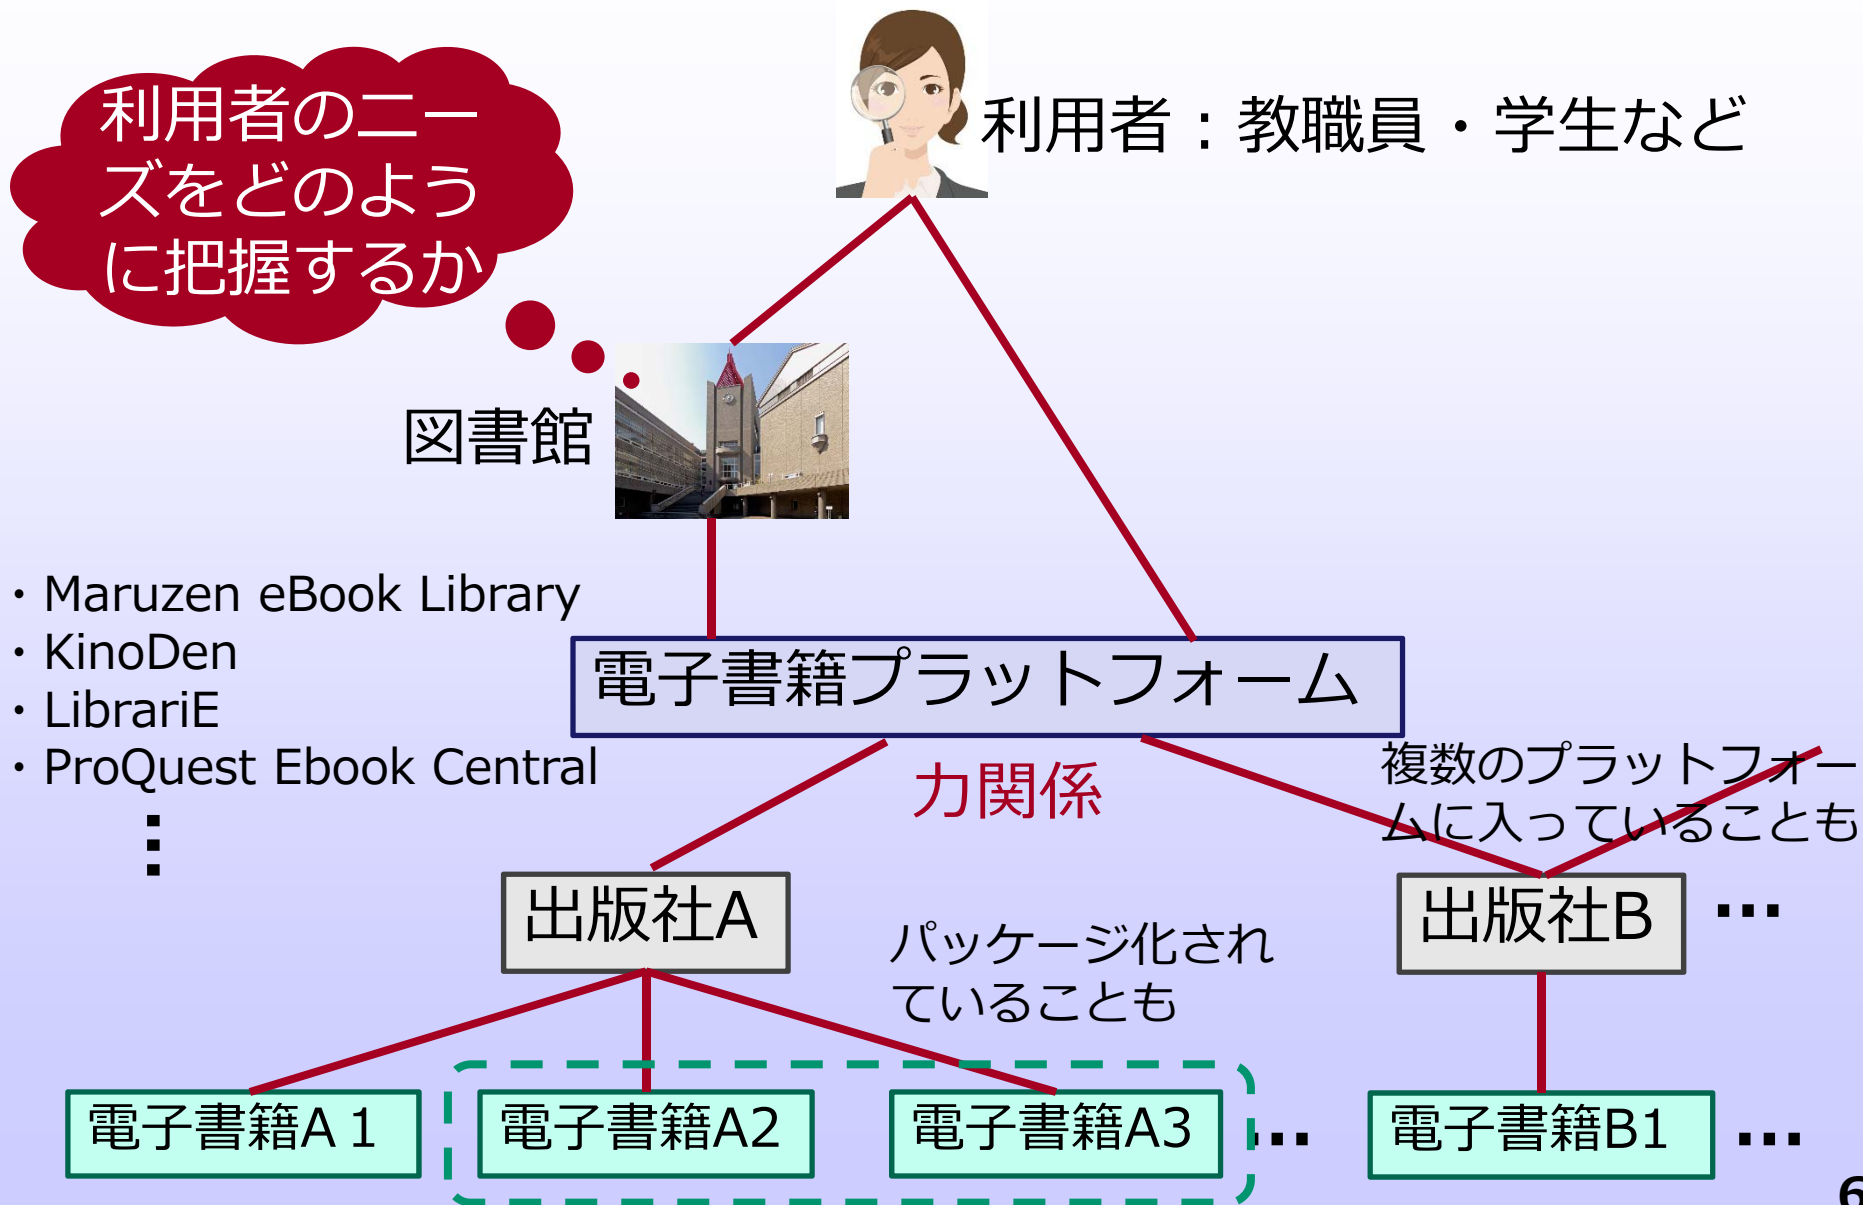 利用者のニー
ズをどのよう
に把握するか
利用者：教職員・学生など
図書館
・Maruzen eBook Library
・KinoDen
・LibrariE
・ProQuest Ebook Central
⋮
電子書籍プラットフォーム
力関係
複数のプラットフォー
ムに入っていることも
出版社A
出版社B
…
パッケージ化され
ていることも
電子書籍A１
電子書籍A2
電子書籍A3
…
電子書籍B1
…
6